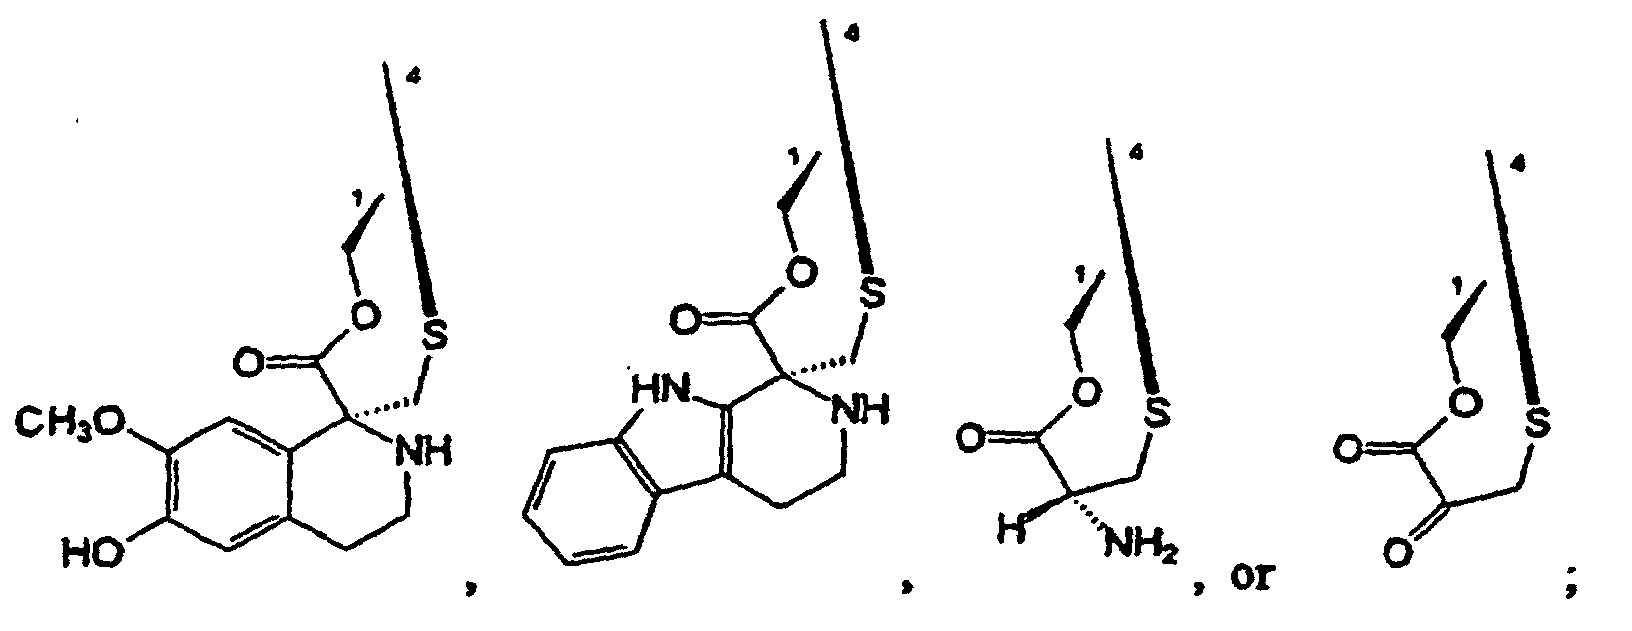 4 4
1 4 4
1 S 1 1
O S O
O O S O S
HN O O
CH₃O NH NH O O
HO H NH₂ O
, , , or ;